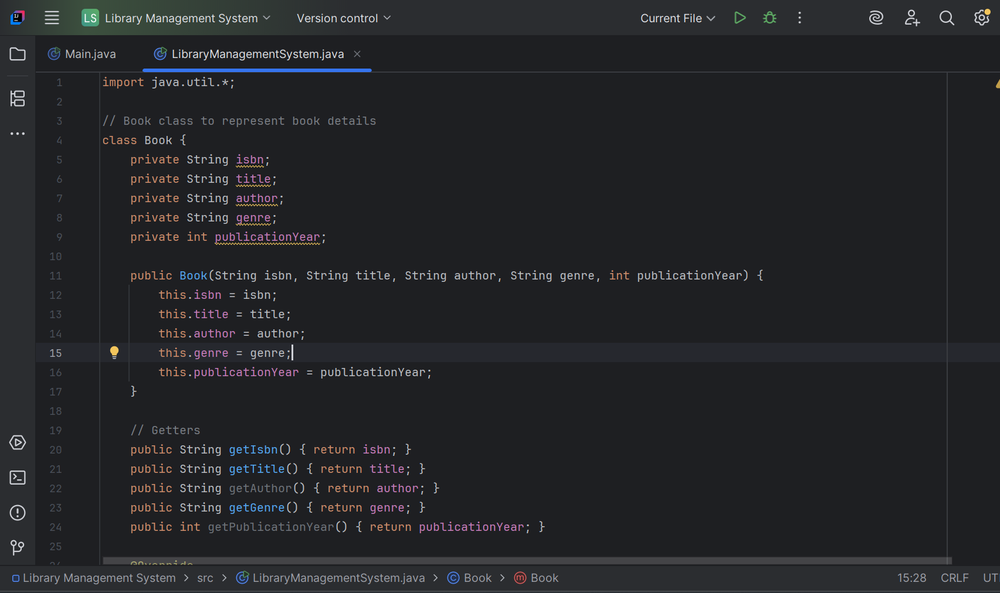 LS Library Management System Version control Current File
Main.java LibraryManagementSystem.java
1 import java.util.*;
2
3 // Book class to represent book details
4 class Book {
5 private String isbn;
6 private String title;
7 private String author;
8 private String genre;
9 private int publicationYear;
10
11 public Book(String isbn, String title, String author, String genre, int publicationYear) {
12 this.isbn = isbn;
13 this.title = title;
14 this.author = author;
15 this.genre = genre;
16 this.publicationYear = publicationYear;
17 }
18
19 // Getters
20 public String getIsbn() { return isbn; }
21 public String getTitle() { return title; }
22 public String getAuthor() { return author; }
23 public String getGenre() { return genre; }
24 public int getPublicationYear() { return publicationYear; }
25
26 @Override
Library Management System > src > LibraryManagementSystem.java > Book > Book 15:28 CRLF UT